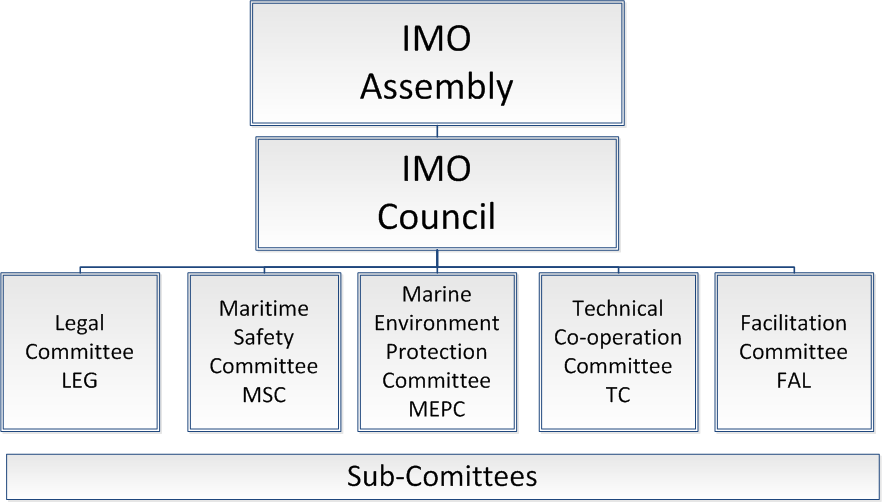 IMO
Assembly
IMO
Council
Legal
Committee
LEG
Maritime
Safety
Committee
MSC
Marine
Environment
Protection
Committee
MEPC
Technical
Co-operation
Committee
TC
Facilitation
Committee
FAL
Sub-Comittees